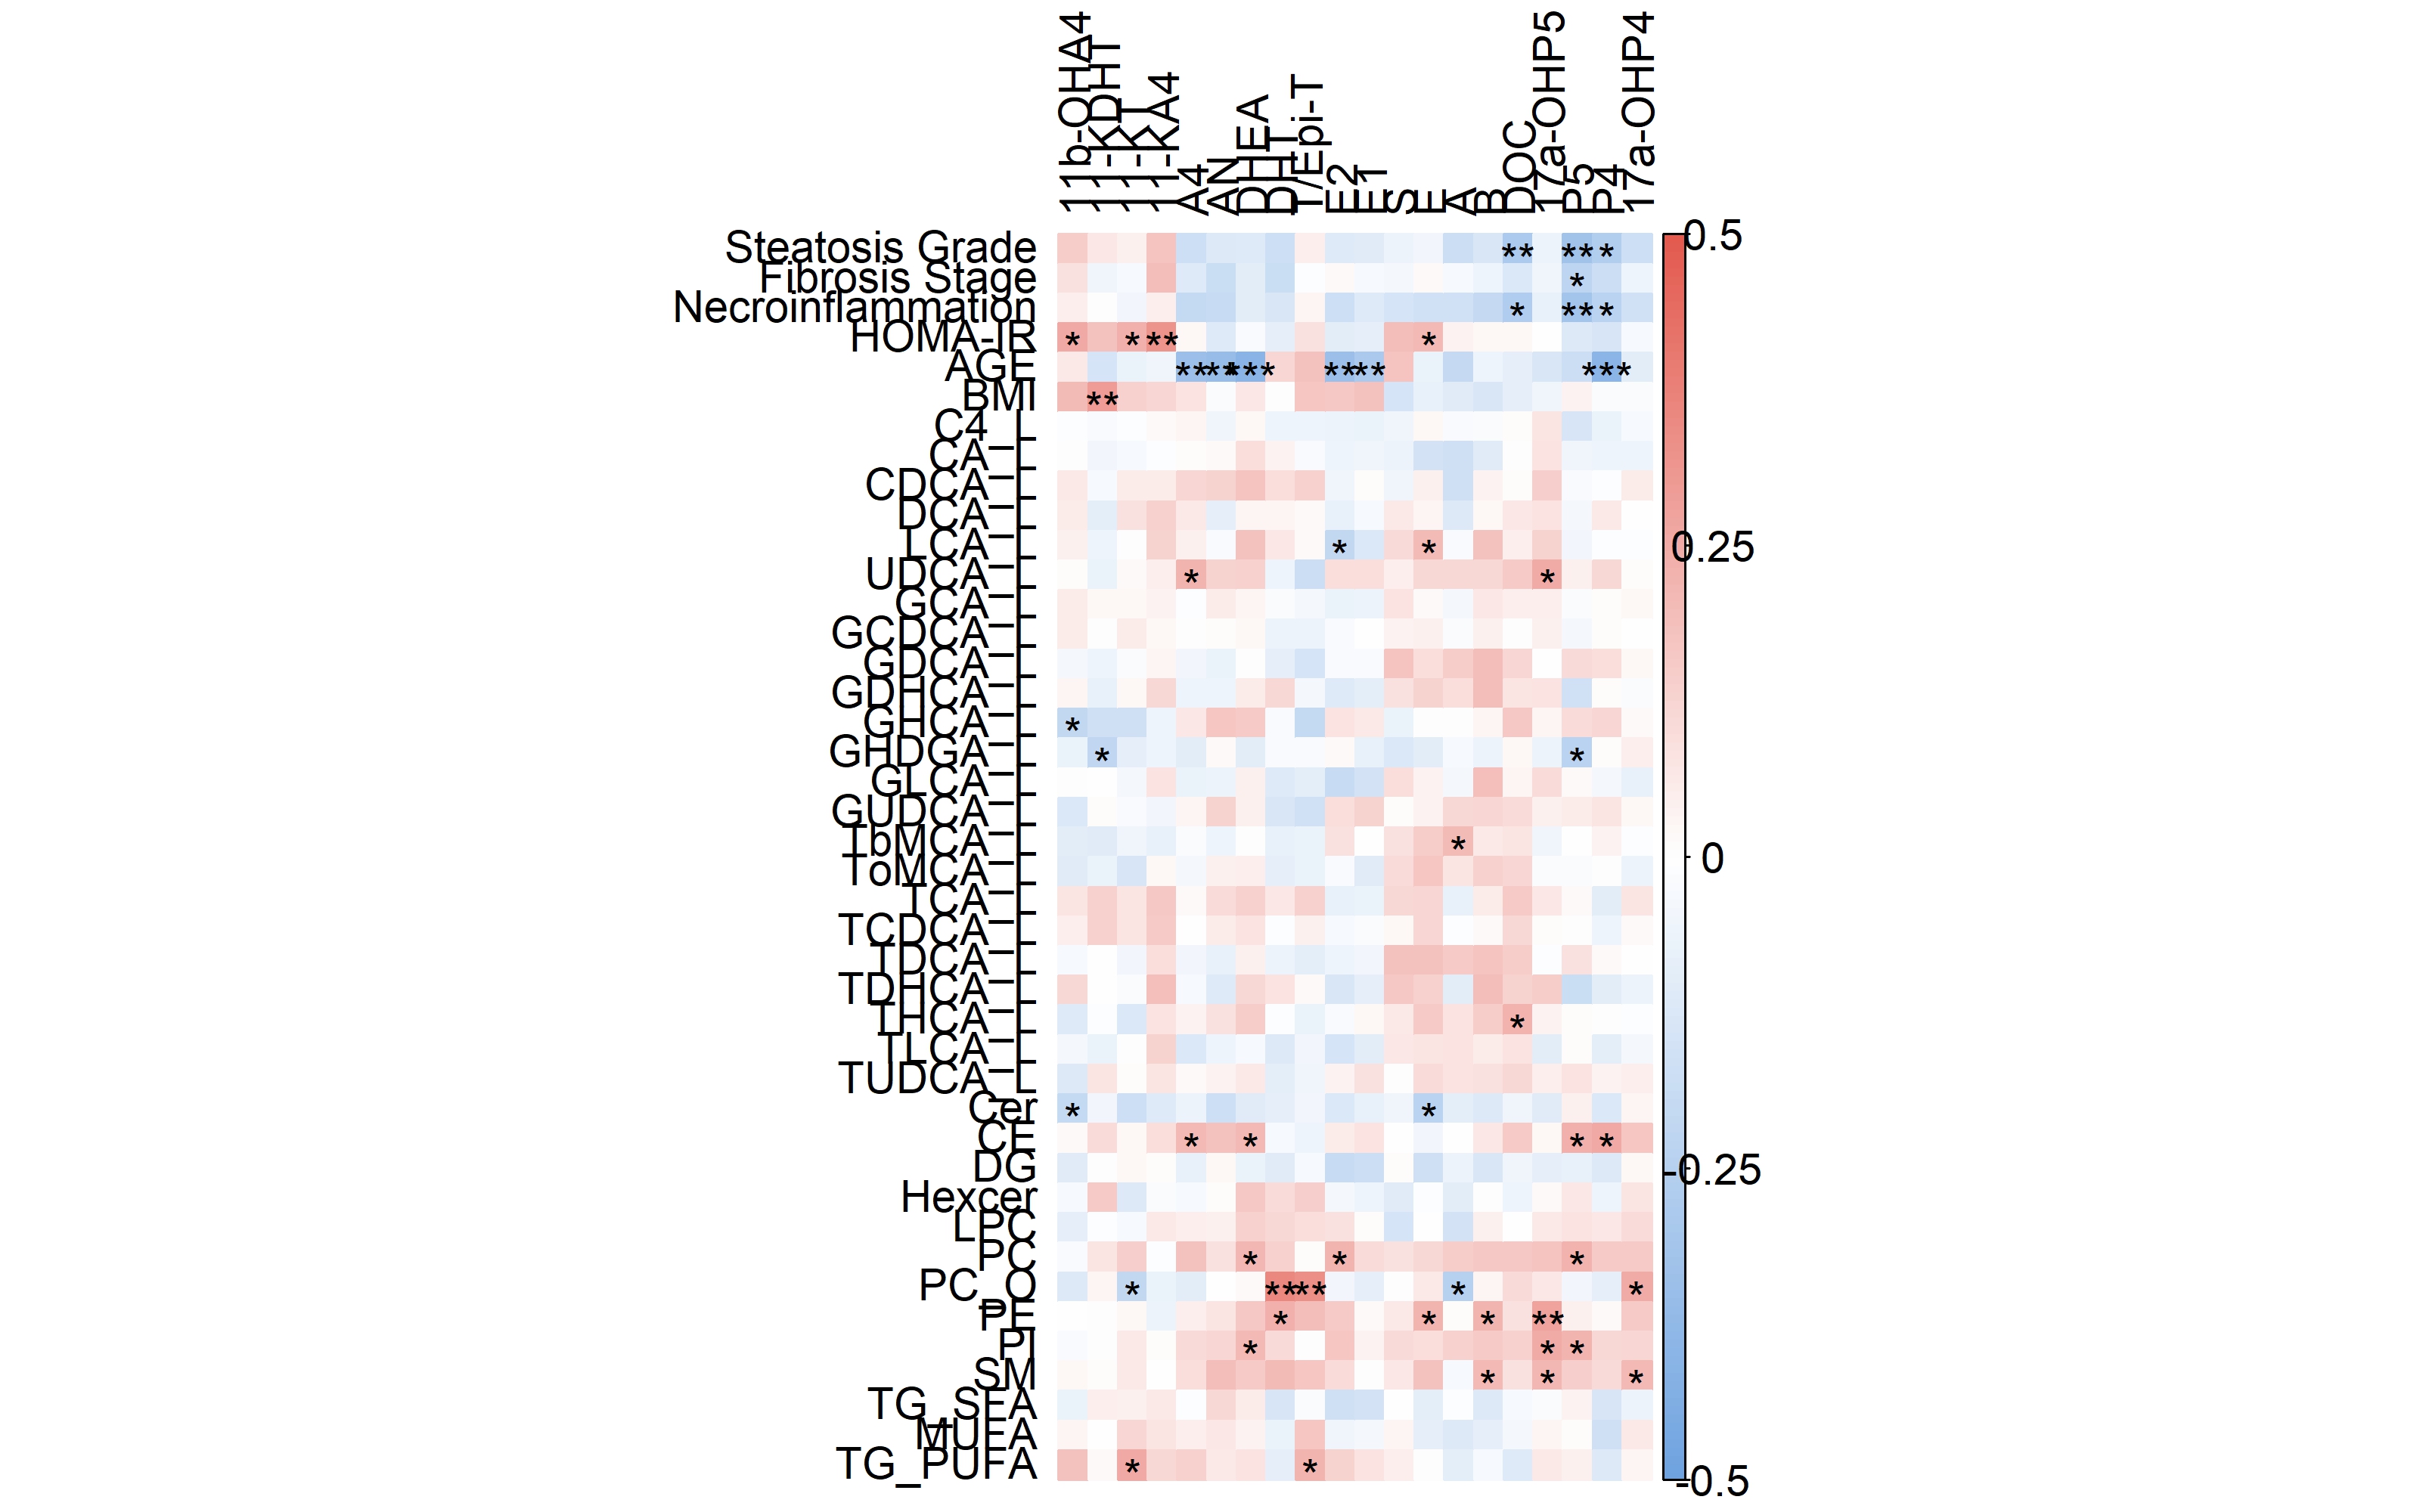 11b-OHA4
11-KDHT
11-KT
11-KA4
A4
AN
DHEA
DHT
T/Epi-T
E2
E1
S
E
A
B
DOC
17a-OHP5
P5
P4
17a-OHP4
Steatosis Grade ** ** *
Fibrosis Stage *
Necroinflammation * ** *
HOMA-IR * * ** *
AGE ** ** *** ** ** ***
BMI **
C4_L
CA_L
CDCA_L
DCA_L
LCA_L * *
UDCA_L * *
GCA_L
GCDCA_L
GDCA_L
GDHCA_L
GHCA_L *
GHDGA_L * *
GLCA_L
GUDCA_L
TbMCA_L *
ToMCA_L
TCA_L
TCDCA_L
TDCA_L
TDHCA_L
THCA_L *
TLCA_L
TUDCA_L
Cer * *
CE * * * *
DG
Hexcer
LPC
PC * * *
PC_O * ** ** * *
PE * * * **
PI * * *
SM * * *
TG_SFA
MUFA
TG_PUFA * *
0.5
0.25
0
-0.25
-0.5